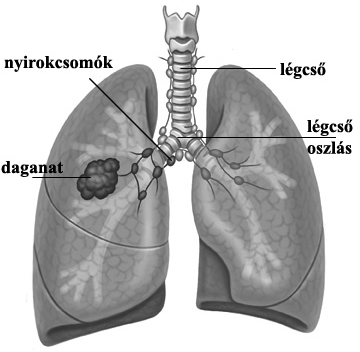 nyirokcsomók
légcső
légcső
oszlás
daganat